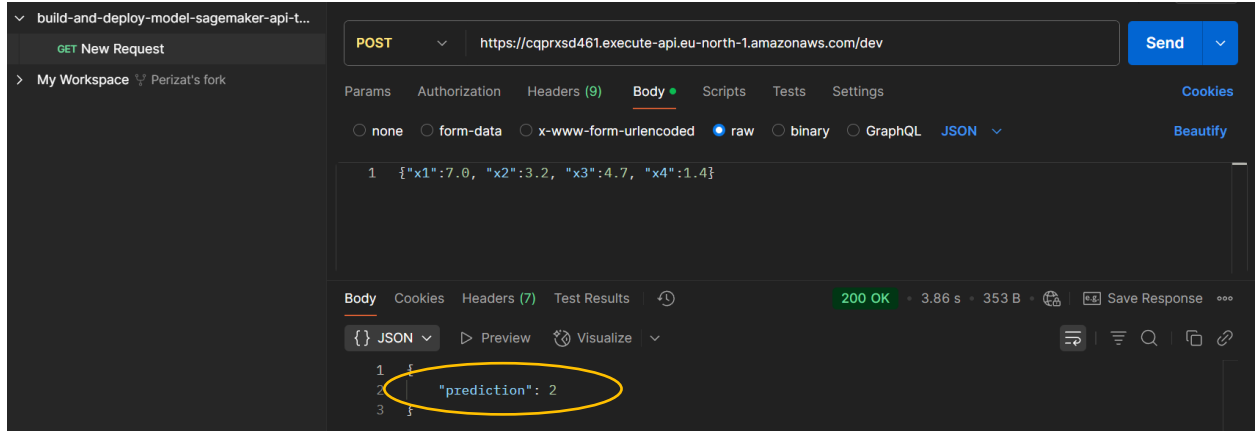 build-and-deploy-model-sagemaker-api-t...
GET New Request
My Workspace Perizat's fork
POST https://cqprxsd461.execute-api.eu-north-1.amazonaws.com/dev Send
Params Authorization Headers (9) Body Scripts Tests Settings Cookies
none form-data x-www-form-urlencoded raw binary GraphQL JSON Beautify
1 {"x1":7.0, "x2":3.2, "x3":4.7, "x4":1.4}
Body Cookies Headers (7) Test Results 200 OK 3.86 s 353 B e.g. Save Response
{} JSON Preview Visualize
1 {
2 "prediction": 2
3 }